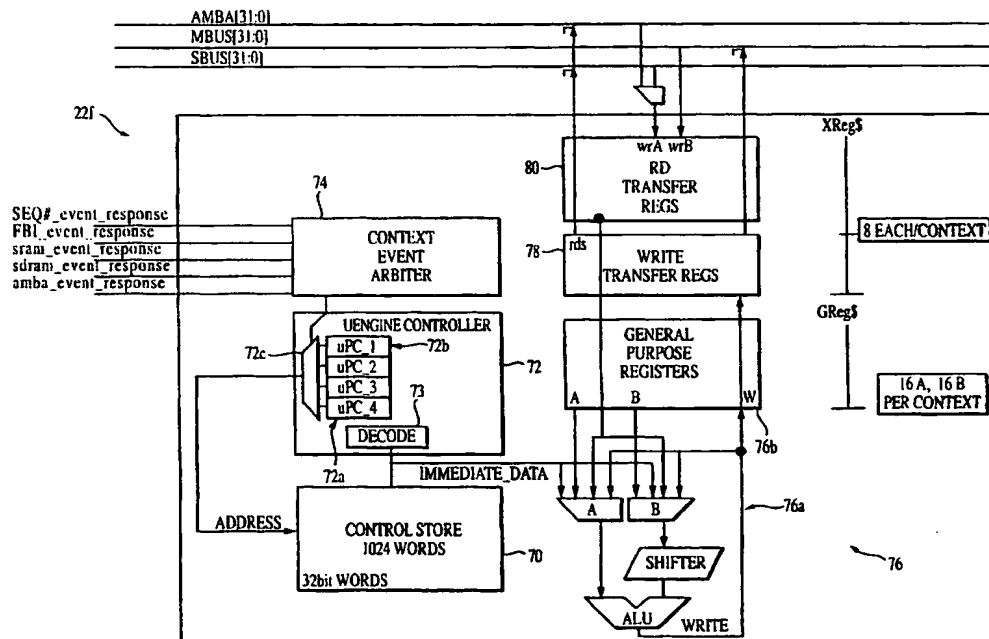 AMBA[31:0]
MBUS[31:0]
SBUS[31:0]
22f
XReg$
wrA wrB
80
RD
TRANSFER
REGS
74
SEQ#_event_response
FBI_event_response
sram_event_response
sdram_event_response
amba_event_response
CONTEXT
EVENT
ARBITER
8 EACH/CONTEXT
78
rds
WRITE
TRANSFER REGS
GReg$
UENGINE CONTROLLER
72c
uPC_1
72b
uPC_2
uPC_3
uPC_4
72
73
DECODE
72a
GENERAL
PURPOSE
REGISTERS
A B W
16 A, 16 B
PER CONTEXT
76b
IMMEDIATE_DATA
A B
76a
ADDRESS
CONTROL STORE
1024 WORDS
70
32bit WORDS
SHIFTER
76
ALU
WRITE